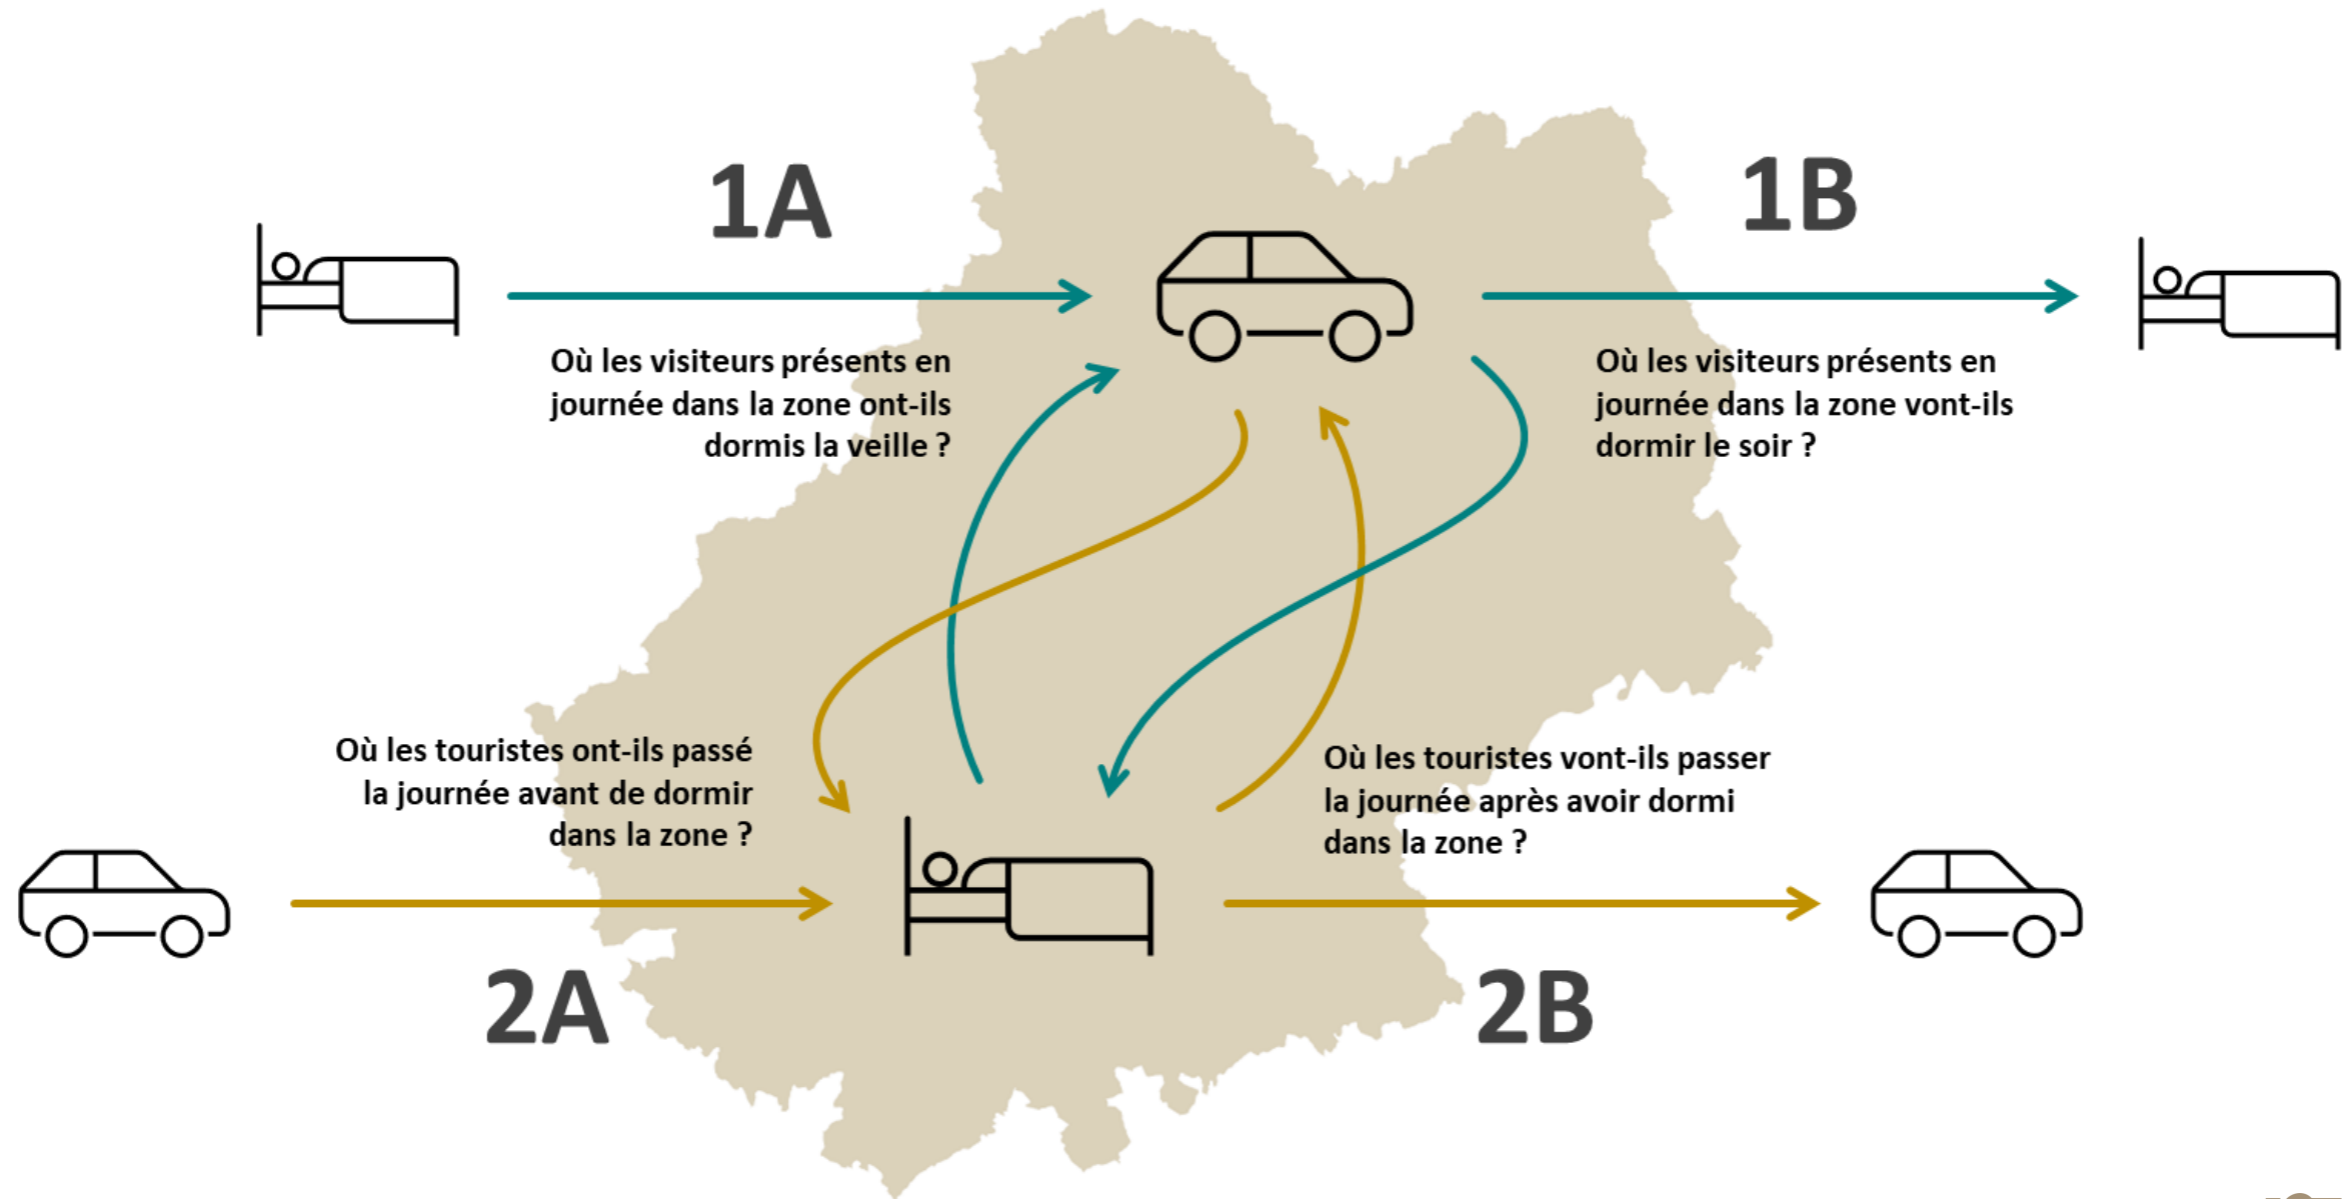 1A
1B
Où les visiteurs présents en
journée dans la zone ont-ils
dormis la veille ?
Où les visiteurs présents en
journée dans la zone vont-ils
dormir le soir ?
Où les touristes ont-ils passé
la journée avant de dormir
dans la zone ?
Où les touristes vont-ils passer
la journée après avoir dormi
dans la zone ?
2A
2B